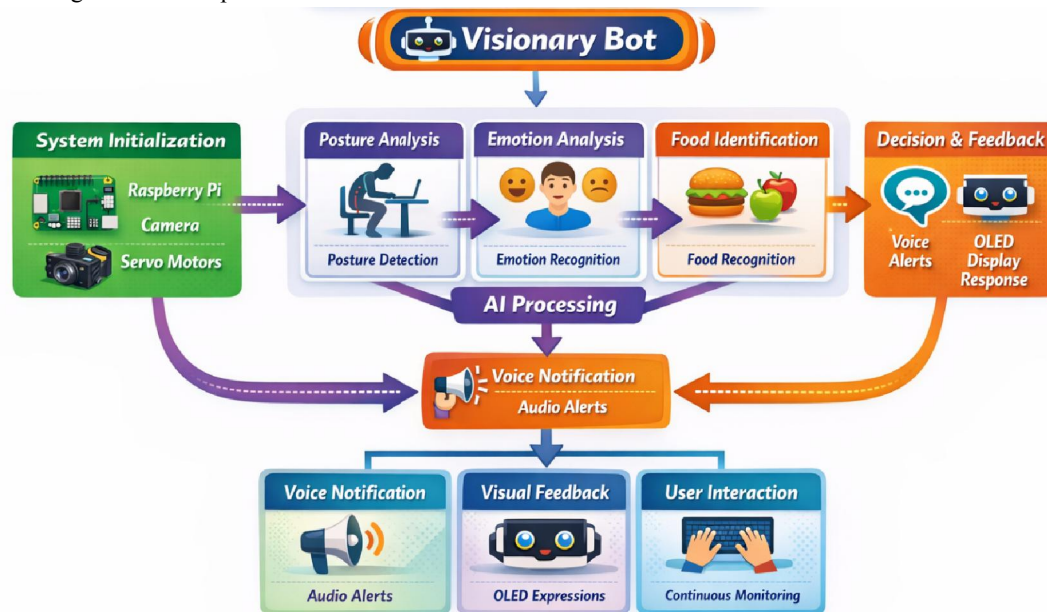 Visionary Bot
System Initialization
Raspberry Pi
Camera
Servo Motors
Posture Analysis
Posture Detection
Emotion Analysis
Emotion Recognition
Food Identification
Food Recognition
Decision & Feedback
Voice
Alerts
OLED
Display
Response
AI Processing
Voice Notification
Audio Alerts
Voice Notification
Audio Alerts
Visual Feedback
OLED Expressions
User Interaction
Continuous Monitoring